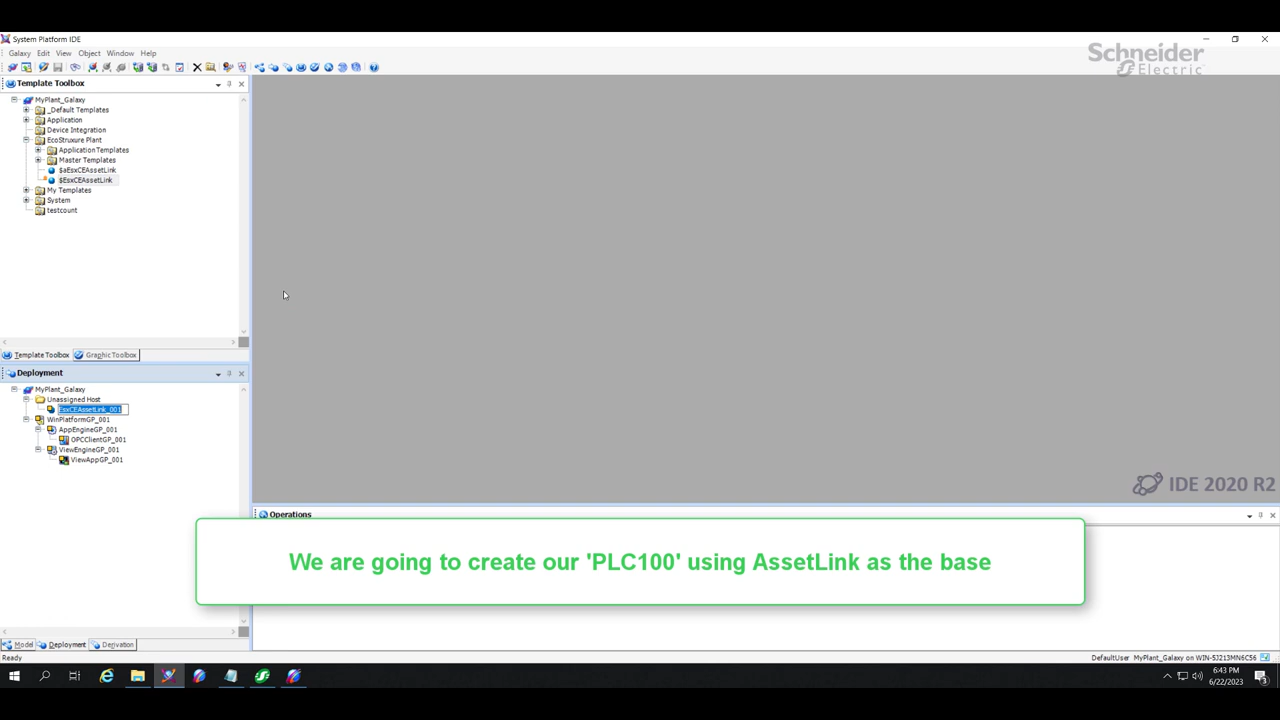 System Platform IDE
Galaxy Edit View Object Window Help
Schneider
Electric
Template Toolbox
MyPlant_Galaxy
_Default Templates
Application
Device Integration
EcoStruxure Plant
ApplicationTemplates
Master Templates
$aEsxCEAssetLink
$EsxCEAssetLink
My Templates
System
testcount
Template Toolbox Graphic Toolbox
Deployment
MyPlant_Galaxy
Unassigned Host
EsxCEAssetLink_001
WinPlatformGP_001
AppEngineGP_001
OPCClientGP_001
ViewEngineGP_001
ViewAppGP_001
IDE 2020 R2
Operations
We are going to create our 'PLC100' using AssetLink as the base
Model Deployment Derivation
Ready
DefaultUser MyPlant_Galaxy on WIN-5J213MN6C56
6:43 PM
6/22/2023
3